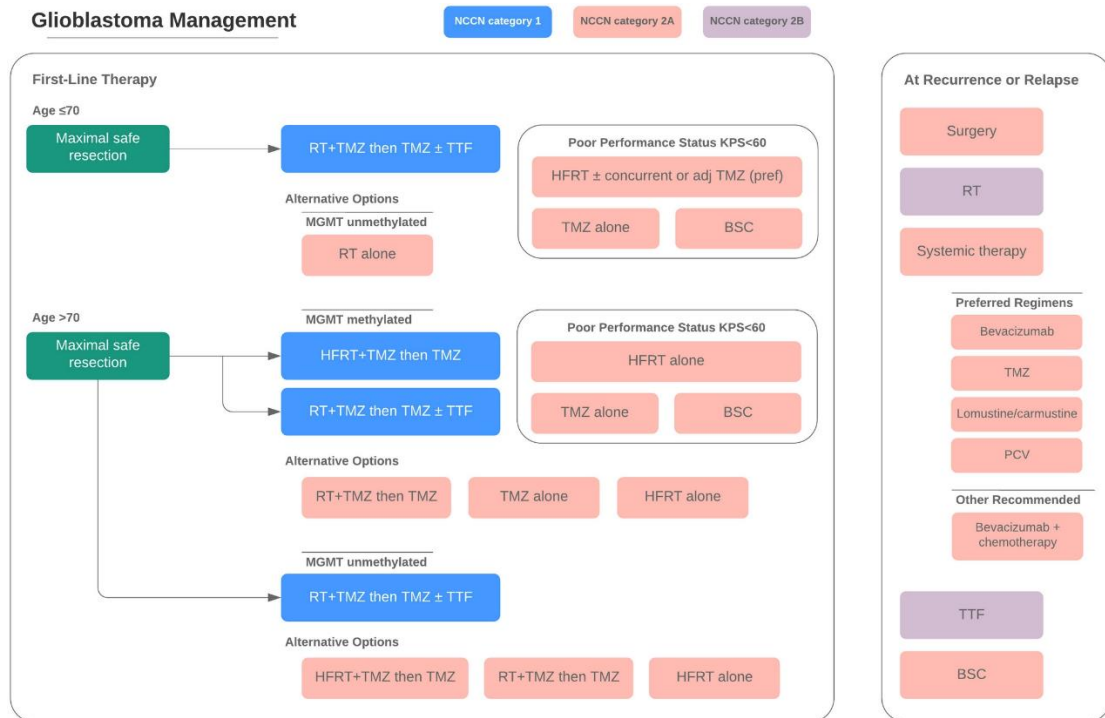 Glioblastoma Management
NCCN category 1
NCCN category 2A
NCCN category 2B
First-Line Therapy
Age ≤70
Maximal safe
resection
RT+TMZ then TMZ ± TTF
Alternative Options
MGMT unmethylated
RT alone
Poor Performance Status KPS<60
HFRT ± concurrent or adj TMZ (pref)
TMZ alone
BSC
Age >70
Maximal safe
resection
MGMT methylated
HFRT+TMZ then TMZ
RT+TMZ then TMZ ± TTF
Poor Performance Status KPS<60
HFRT alone
TMZ alone
BSC
Alternative Options
RT+TMZ then TMZ
TMZ alone
HFRT alone
MGMT unmethylated
RT+TMZ then TMZ ± TTF
Alternative Options
HFRT+TMZ then TMZ
RT+TMZ then TMZ
HFRT alone
At Recurrence or Relapse
Surgery
RT
Systemic therapy
Preferred Regimens
Bevacizumab
TMZ
Lomustine/carmustine
PCV
Other Recommended
Bevacizumab +
chemotherapy
TTF
BSC